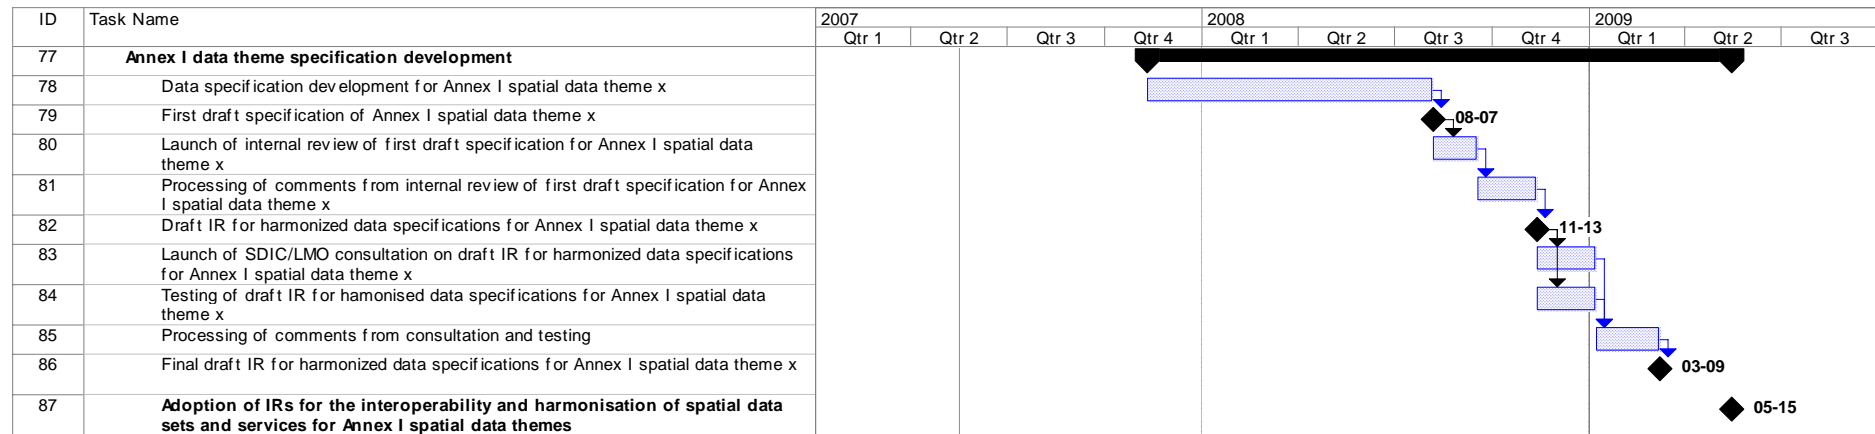 ID Task Name 2007 2008 2009
Qtr 1 Qtr 2 Qtr 3 Qtr 4 Qtr 1 Qtr 2 Qtr 3 Qtr 4 Qtr 1 Qtr 2 Qtr 3
77 Annex I data theme specification development
78 Data specification development for Annex I spatial data theme x
79 First draft specification of Annex I spatial data theme x 08-07
80 Launch of internal review of first draft specification for Annex I spatial data
theme x
81 Processing of comments from internal review of first draft specification for Annex
I spatial data theme x
82 Draft IR for harmonized data specifications for Annex I spatial data theme x 11-13
83 Launch of SDIC/LMO consultation on draft IR for harmonized data specifications
for Annex I spatial data theme x
84 Testing of draft IR for hamonised data specifications for Annex I spatial data
theme x
85 Processing of comments from consultation and testing
86 Final draft IR for harmonized data specifications for Annex I spatial data theme x 03-09
87 Adoption of IRs for the interoperability and harmonisation of spatial data
sets and services for Annex I spatial data themes 05-15